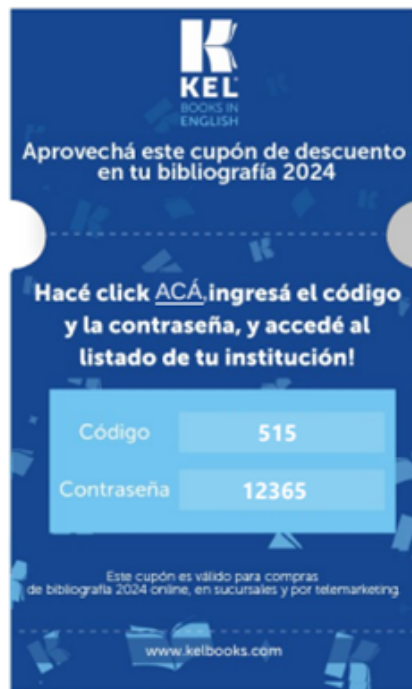 KEL
BOOKS IN
ENGLISH
Aprovechá este cupón de descuento
en tu bibliografía 2024
Hacé click ACÁ,ingresá el código
y la contraseña, y accedé al
listado de tu institución!
Código 515
Contraseña 12365
Este cupón es válido para compras
de bibliografía 2024 online, en sucursales y por telemarketing
www.kelbooks.com